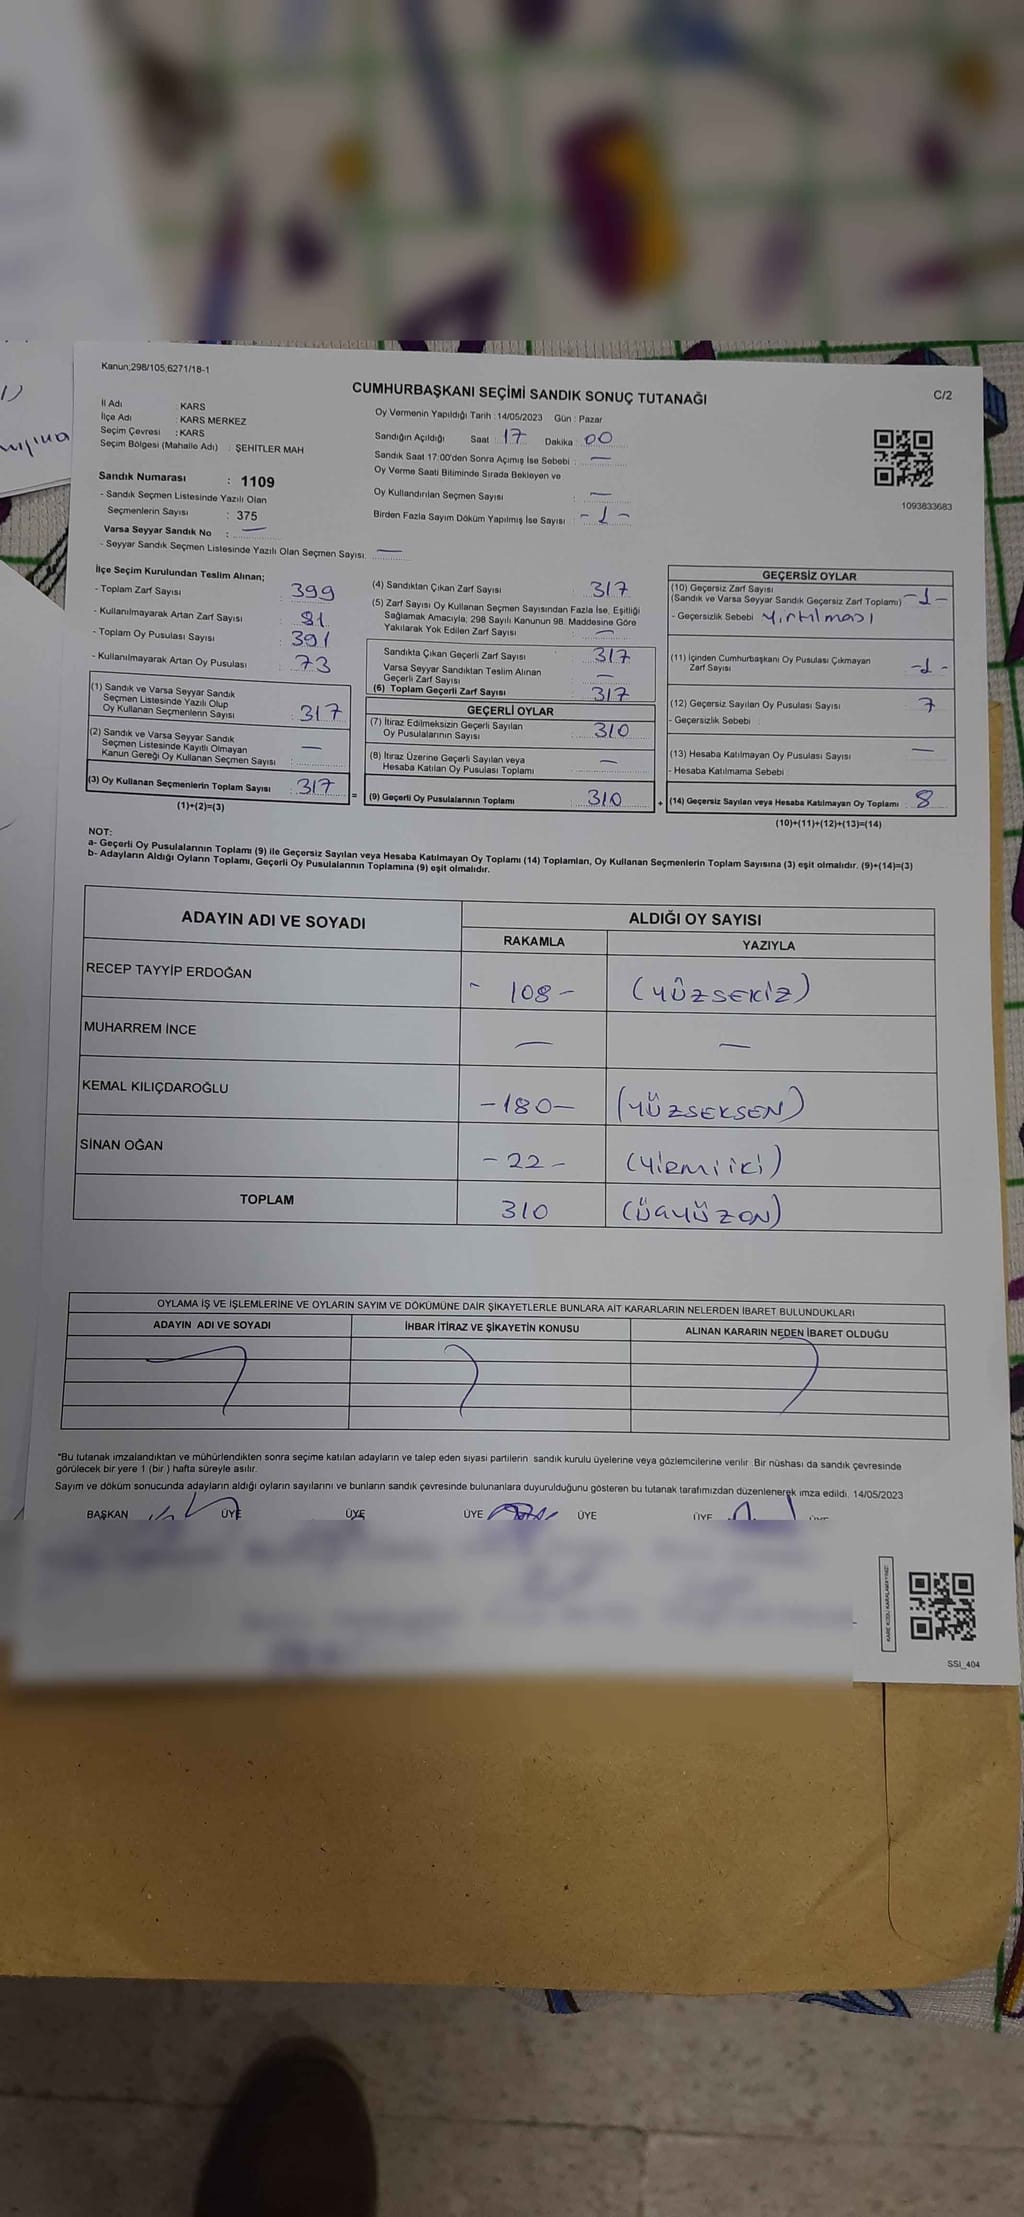 Kanun;298/105;6271/18-1
CUMHURBAŞKANI SEÇİMİ SANDIK SONUÇ TUTANAĞI
C/2
İl Adı : KARS
İlçe Adı : KARS MERKEZ
Seçim Çevresi : KARS
Seçim Bölgesi (Mahalle Adı) : ŞEHİTLER MAH
Sandık Numarası : 1109
- Sandık Seçmen Listesinde Yazılı Olan
Seçmenlerin Sayısı : 375
Varsa Seyyar Sandık No : —
- Seyyar Sandık Seçmen Listesinde Yazılı Olan Seçmen Sayısı: —
Oy Vermenin Yapıldığı Tarih : 14/05/2023 Gün : Pazar
Sandığın Açıldığı Saat : 17 Dakika : 00
Sandık Saat 17:00'den Sonra Açımış İse Sebebi : —
Oy Verme Saati Bitiminde Sırada Bekleyen ve
Oy Kullandırılan Seçmen Sayısı : —
Birden Fazla Sayım Döküm Yapılmış İse Sayısı : -1-
1093833683
İlçe Seçim Kurulundan Teslim Alınan;
- Toplam Zarf Sayısı : 399
- Kullanılmayarak Artan Zarf Sayısı : 81
- Toplam Oy Pusulası Sayısı : 391
- Kullanılmayarak Artan Oy Pusulası : 73
(1) Sandık ve Varsa Seyyar Sandık
Seçmen Listesinde Yazılı Olup
Oy Kullanan Seçmenlerin Sayısı : 317
(2) Sandık ve Varsa Seyyar Sandık
Seçmen Listesinde Kayıtlı Olmayan
Kanun Gereği Oy Kullanan Seçmen Sayısı : —
(3) Oy Kullanan Seçmenlerin Toplam Sayısı : 317
(1)+(2)=(3)
(4) Sandıktan Çıkan Zarf Sayısı : 317
(5) Zarf Sayısı Oy Kullanan Seçmen Sayısından Fazla İse, Eşitliği
Sağlamak Amacıyla; 298 Sayılı Kanunun 98. Maddesine Göre
Yakılarak Yok Edilen Zarf Sayısı : —
Sandıkta Çıkan Geçerli Zarf Sayısı : 317
Varsa Seyyar Sandıktan Teslim Alınan
Geçerli Zarf Sayısı : —
(6) Toplam Geçerli Zarf Sayısı : 317
GEÇERLİ OYLAR
(7) İtiraz Edilmeksizin Geçerli Sayılan
Oy Pusulalarının Sayısı : 310
(8) İtiraz Üzerine Geçerli Sayılan veya
Hesaba Katılan Oy Pusulası Toplamı : —
= (9) Geçerli Oy Pusulalarının Toplamı : 310
GEÇERSİZ OYLAR
(10) Geçersiz Zarf Sayısı
(Sandık ve Varsa Seyyar Sandık Geçersiz Zarf Toplamı) -1-
- Geçersizlik Sebebi : Yırtılması
(11) İçinden Cumhurbaşkanı Oy Pusulası Çıkmayan
Zarf Sayısı -1-
(12) Geçersiz Sayılan Oy Pusulası Sayısı : 7
- Geçersizlik Sebebi :
(13) Hesaba Katılmayan Oy Pusulası Sayısı : —
- Hesaba Katılmama Sebebi :
+ (14) Geçersiz Sayılan veya Hesaba Katılmayan Oy Toplamı : 8
(10)+(11)+(12)+(13)=(14)
NOT:
a- Geçerli Oy Pusulalarının Toplamı (9) ile Geçersiz Sayılan veya Hesaba Katılmayan Oy Toplamı (14) Toplamları, Oy Kullanan Seçmenlerin Toplam Sayısına (3) eşit olmalıdır. (9)+(14)=(3)
b- Adayların Aldığı Oyların Toplamı, Geçerli Oy Pusulalarının Toplamına (9) eşit olmalıdır.
ADAYIN ADI VE SOYADI ALDIĞI OY SAYISI
RAKAMLA YAZIYLA
RECEP TAYYİP ERDOĞAN - 108 - (YÜZSEKİZ)
MUHARREM İNCE — —
KEMAL KILIÇDAROĞLU -180- (YÜZSEKSEN)
SİNAN OĞAN - 22 - (Yirmiiki)
TOPLAM 310 (ÜçYÜZON)
OYLAMA İŞ VE İŞLEMLERİNE VE OYLARIN SAYIM VE DÖKÜMÜNE DAİR ŞİKAYETLERLE BUNLARA AİT KARARLARIN NELERDEN İBARET BULUNDUKLARI
ADAYIN ADI VE SOYADI İHBAR İTİRAZ VE ŞİKAYETİN KONUSU ALINAN KARARIN NEDEN İBARET OLDUĞU
*Bu tutanak imzalandıktan ve mühürlendikten sonra seçime katılan adayların ve talep eden siyasi partilerin sandık kurulu üyelerine veya gözlemcilerine verilir. Bir nüshası da sandık çevresinde
görülecek bir yere 1 (bir) hafta süreyle asılır.
Sayım ve döküm sonucunda adayların aldığı oyların sayılarını ve bunların sandık çevresinde bulunanlara duyurulduğunu gösteren bu tutanak tarafımızdan düzenlenerek imza edildi. 14/05/2023
BAŞKAN ÜYE ÜYE ÜYE ÜYE ÜYE
SSI_404